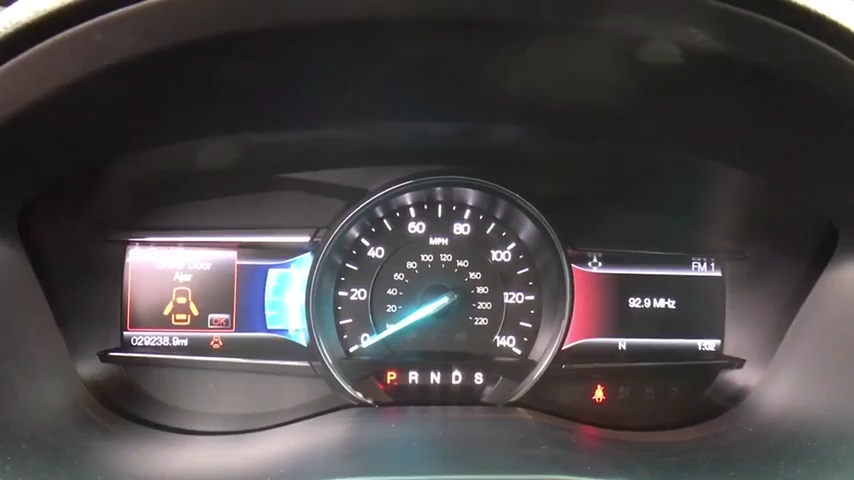 Door
Ajar
OK
029238.9mi
MPH
0 20 40 60 80 100 120 140
20 40 60 80 100 120 140 160 180 200 220
P R N D S
FM 1
92.9 MHz
N
1:02